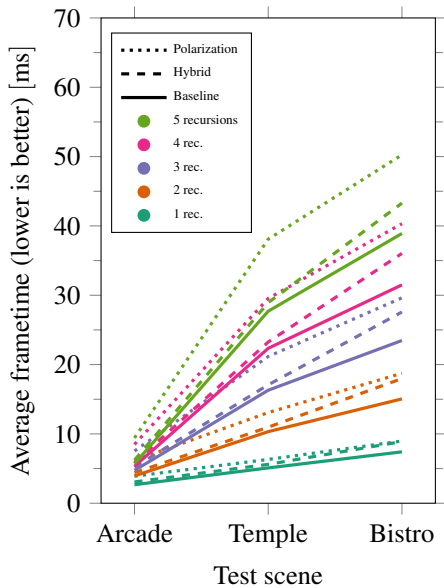 70
60
50
40
30
20
10
0
Average frametime (lower is better) [ms]
Polarization
Hybrid
Baseline
5 recursions
4 rec.
3 rec.
2 rec.
1 rec.
Arcade Temple Bistro
Test scene